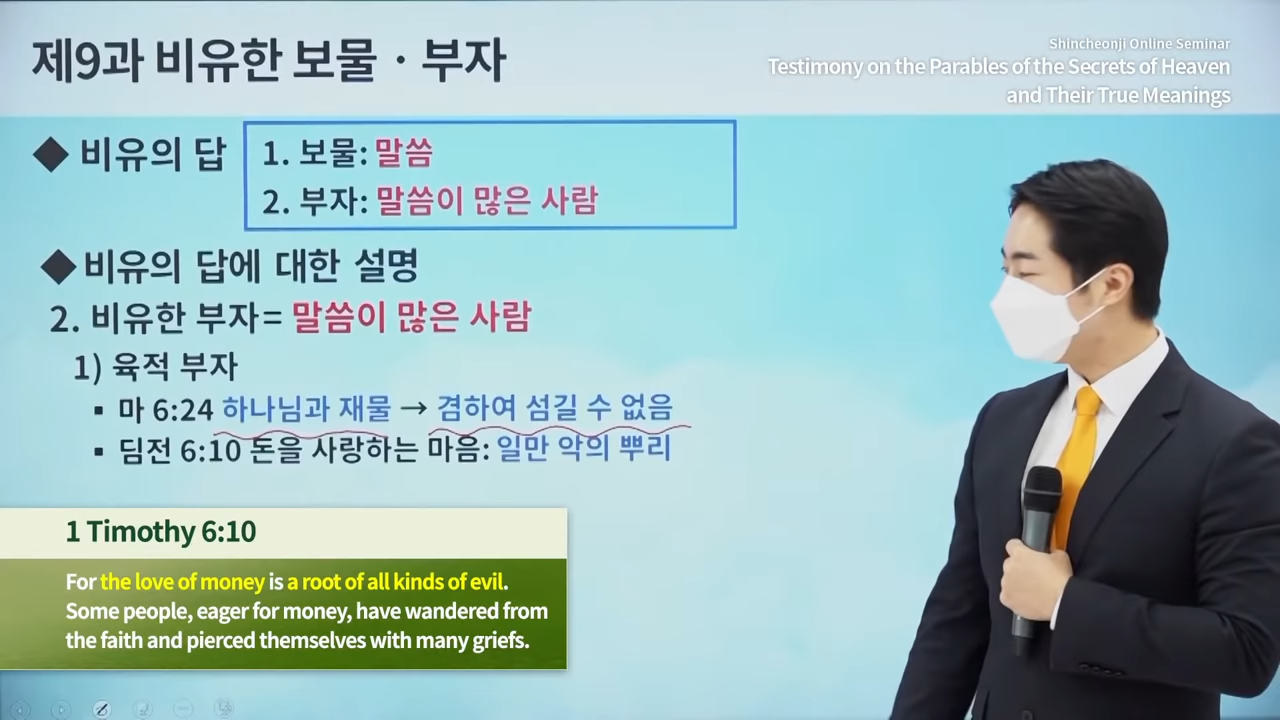 제9과 비유한 보물 · 부자
Shincheonji Online Seminar
Testimony on the Parables of the Secrets of Heaven
and Their True Meanings
◆ 비유의 답
1. 보물: 말씀
2. 부자: 말씀이 많은 사람
◆ 비유의 답에 대한 설명
2. 비유한 부자= 말씀이 많은 사람
1) 육적 부자
▪ 마 6:24 하나님과 재물 → 겸하여 섬길 수 없음
▪ 딤전 6:10 돈을 사랑하는 마음: 일만 악의 뿌리
1 Timothy 6:10
For the love of money is a root of all kinds of evil.
Some people, eager for money, have wandered from
the faith and pierced themselves with many griefs.